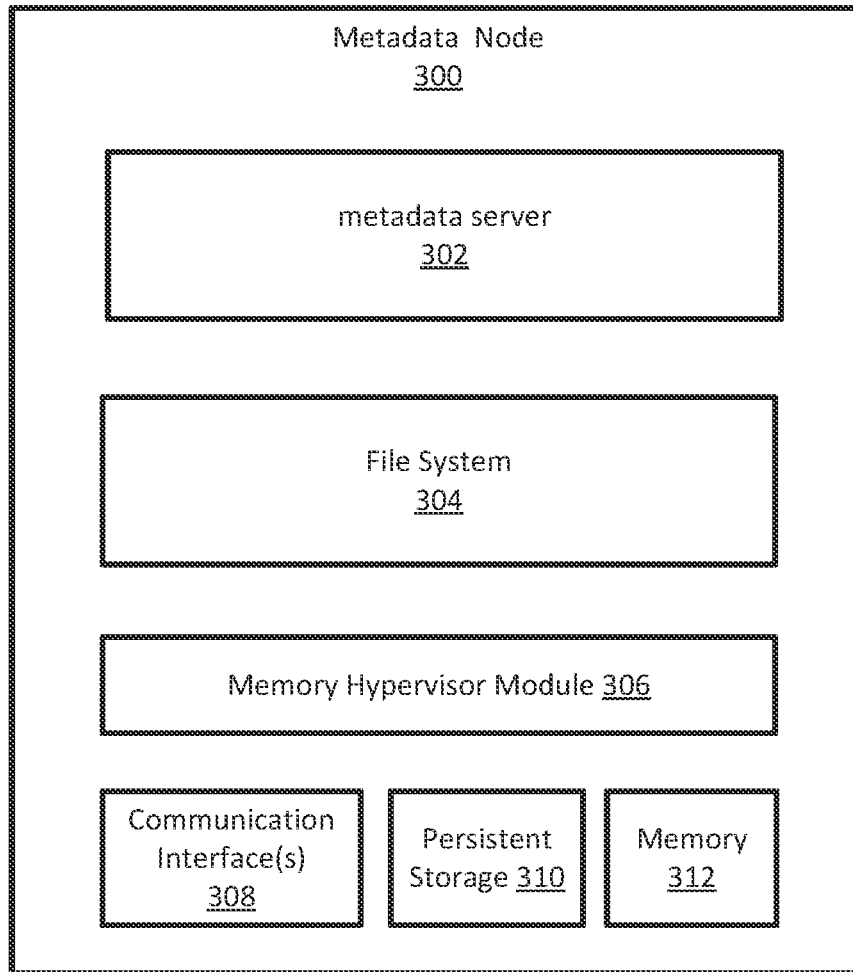 Metadata Node
300
metadata server
302
File System
304
Memory Hypervisor Module 306
Communication
Interface(s)
308
Persistent
Storage 310
Memory
312